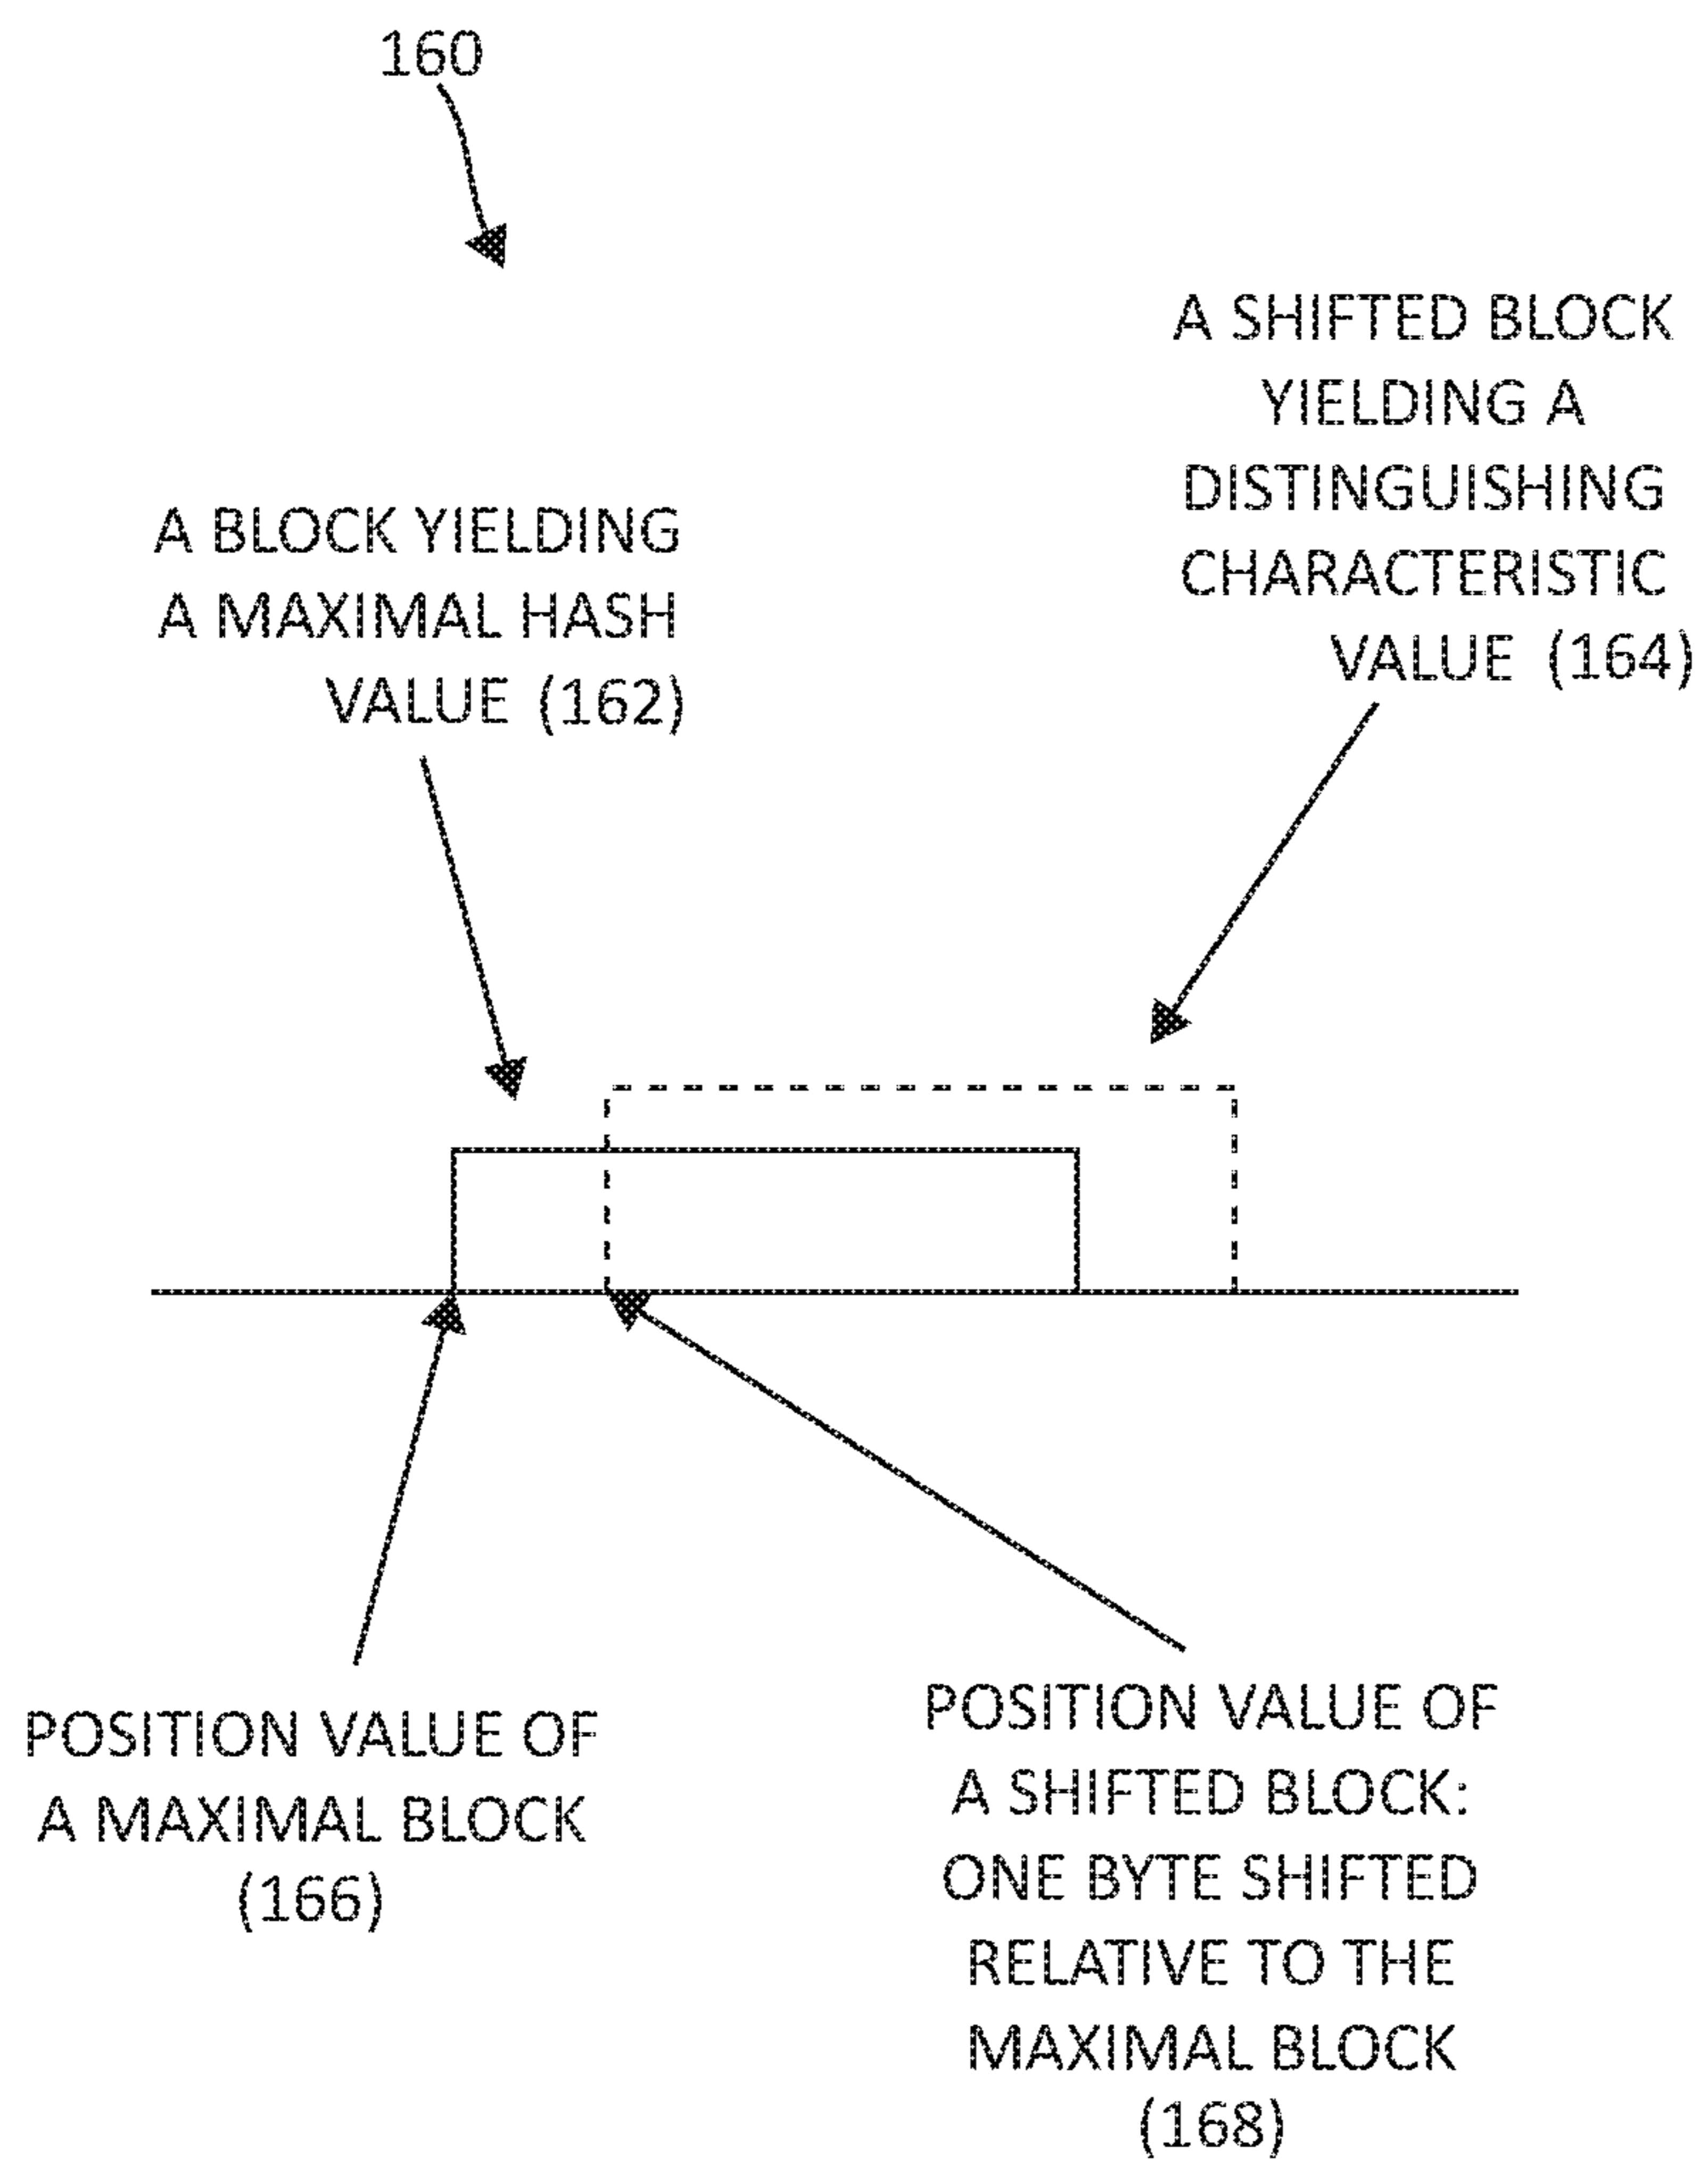 160
A SHIFTED BLOCK
YIELDING A
DISTINGUISHING
CHARACTERISTIC
VALUE (164)
A BLOCK YIELDING
A MAXIMAL HASH
VALUE (162)
POSITION VALUE OF
A MAXIMAL BLOCK
(166)
POSITION VALUE OF
A SHIFTED BLOCK:
ONE BYTE SHIFTED
RELATIVE TO THE
MAXIMAL BLOCK
(168)